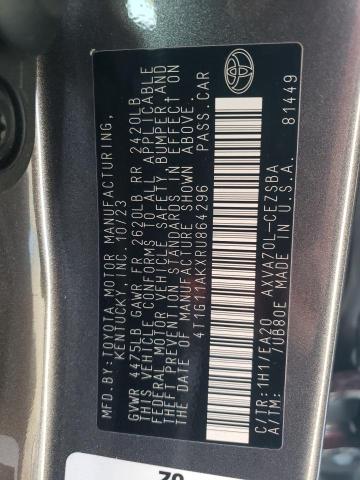 MFD. BY: TOYOTA MOTOR MANUFACTURING,
KENTUCKY, INC. 10/23
GVWR 4475LB GAWR FR 2620LB RR 2420LB
THIS VEHICLE CONFORMS TO ALL APPLICABLE
FEDERAL MOTOR VEHICLE SAFETY, BUMPER, AND
THEFT PREVENTION STANDARDS IN EFFECT ON
THE DATE OF MANUFACTURE SHOWN ABOVE.
4T1G11AKXRU864296 PASS.CAR
C/TR: 1H1/EA20 AXVA70L-CEZSBA
A/TM: -/UB80E MADE IN U.S.A.
81449